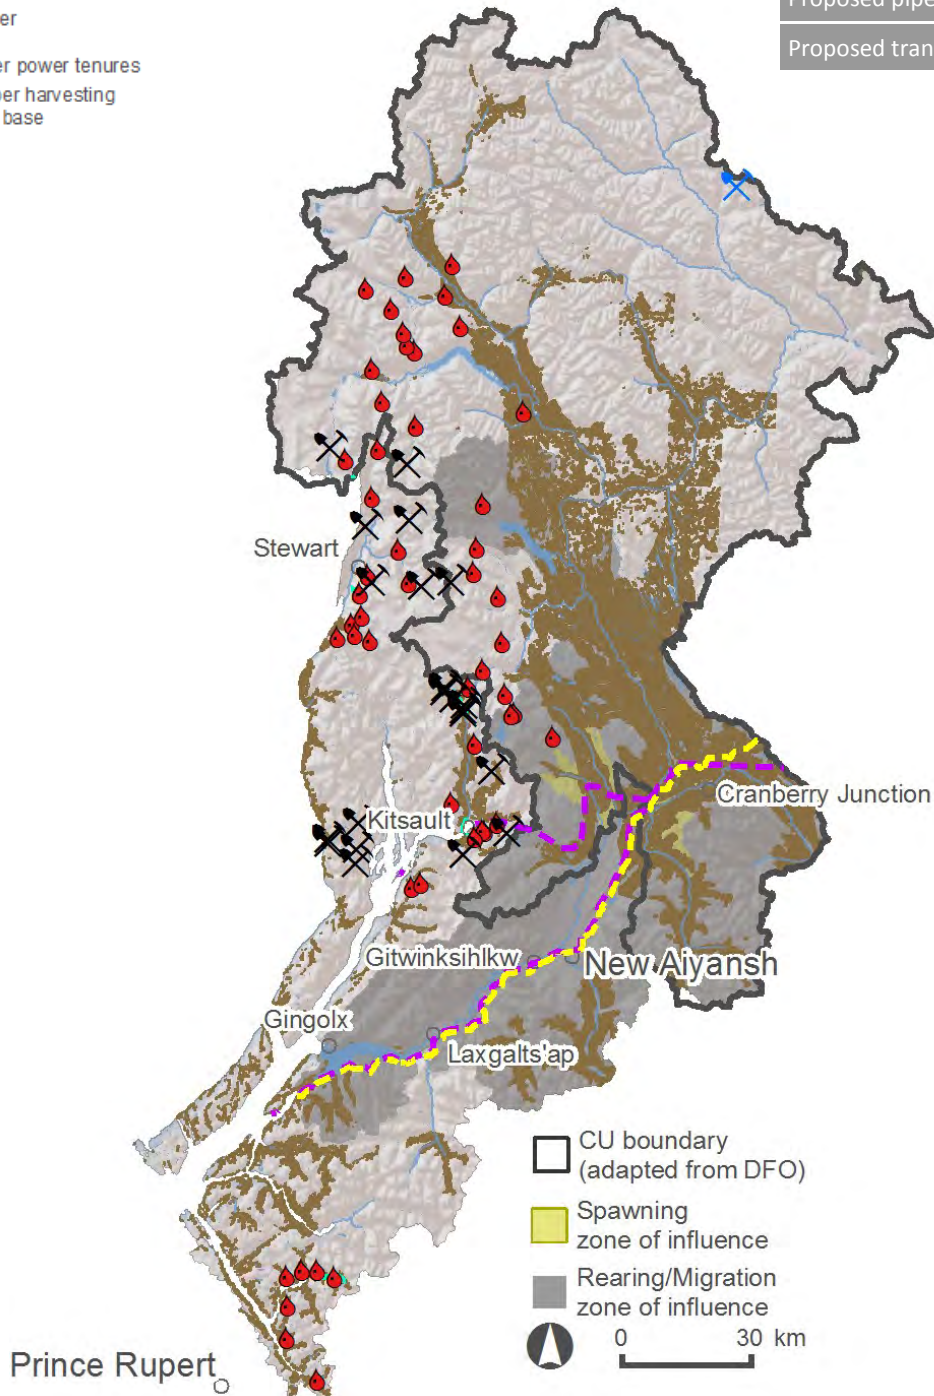 Proposed
er
er power tenures
Proposed tran
er harvesting
base
Stewart
Cranberry Junction
Kitsault
Gitwinksihlkw
New Aiyansh
Gingolx
Laxgalts'ap
CU boundary
(adapted from DFO)
Spawning
zone of influence
Rearing/Migration
zone of influence
0 30 km
Prince Rupert